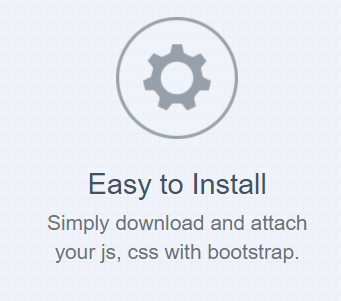 Easy to Install
Simply download and attach
your js, css with bootstrap.